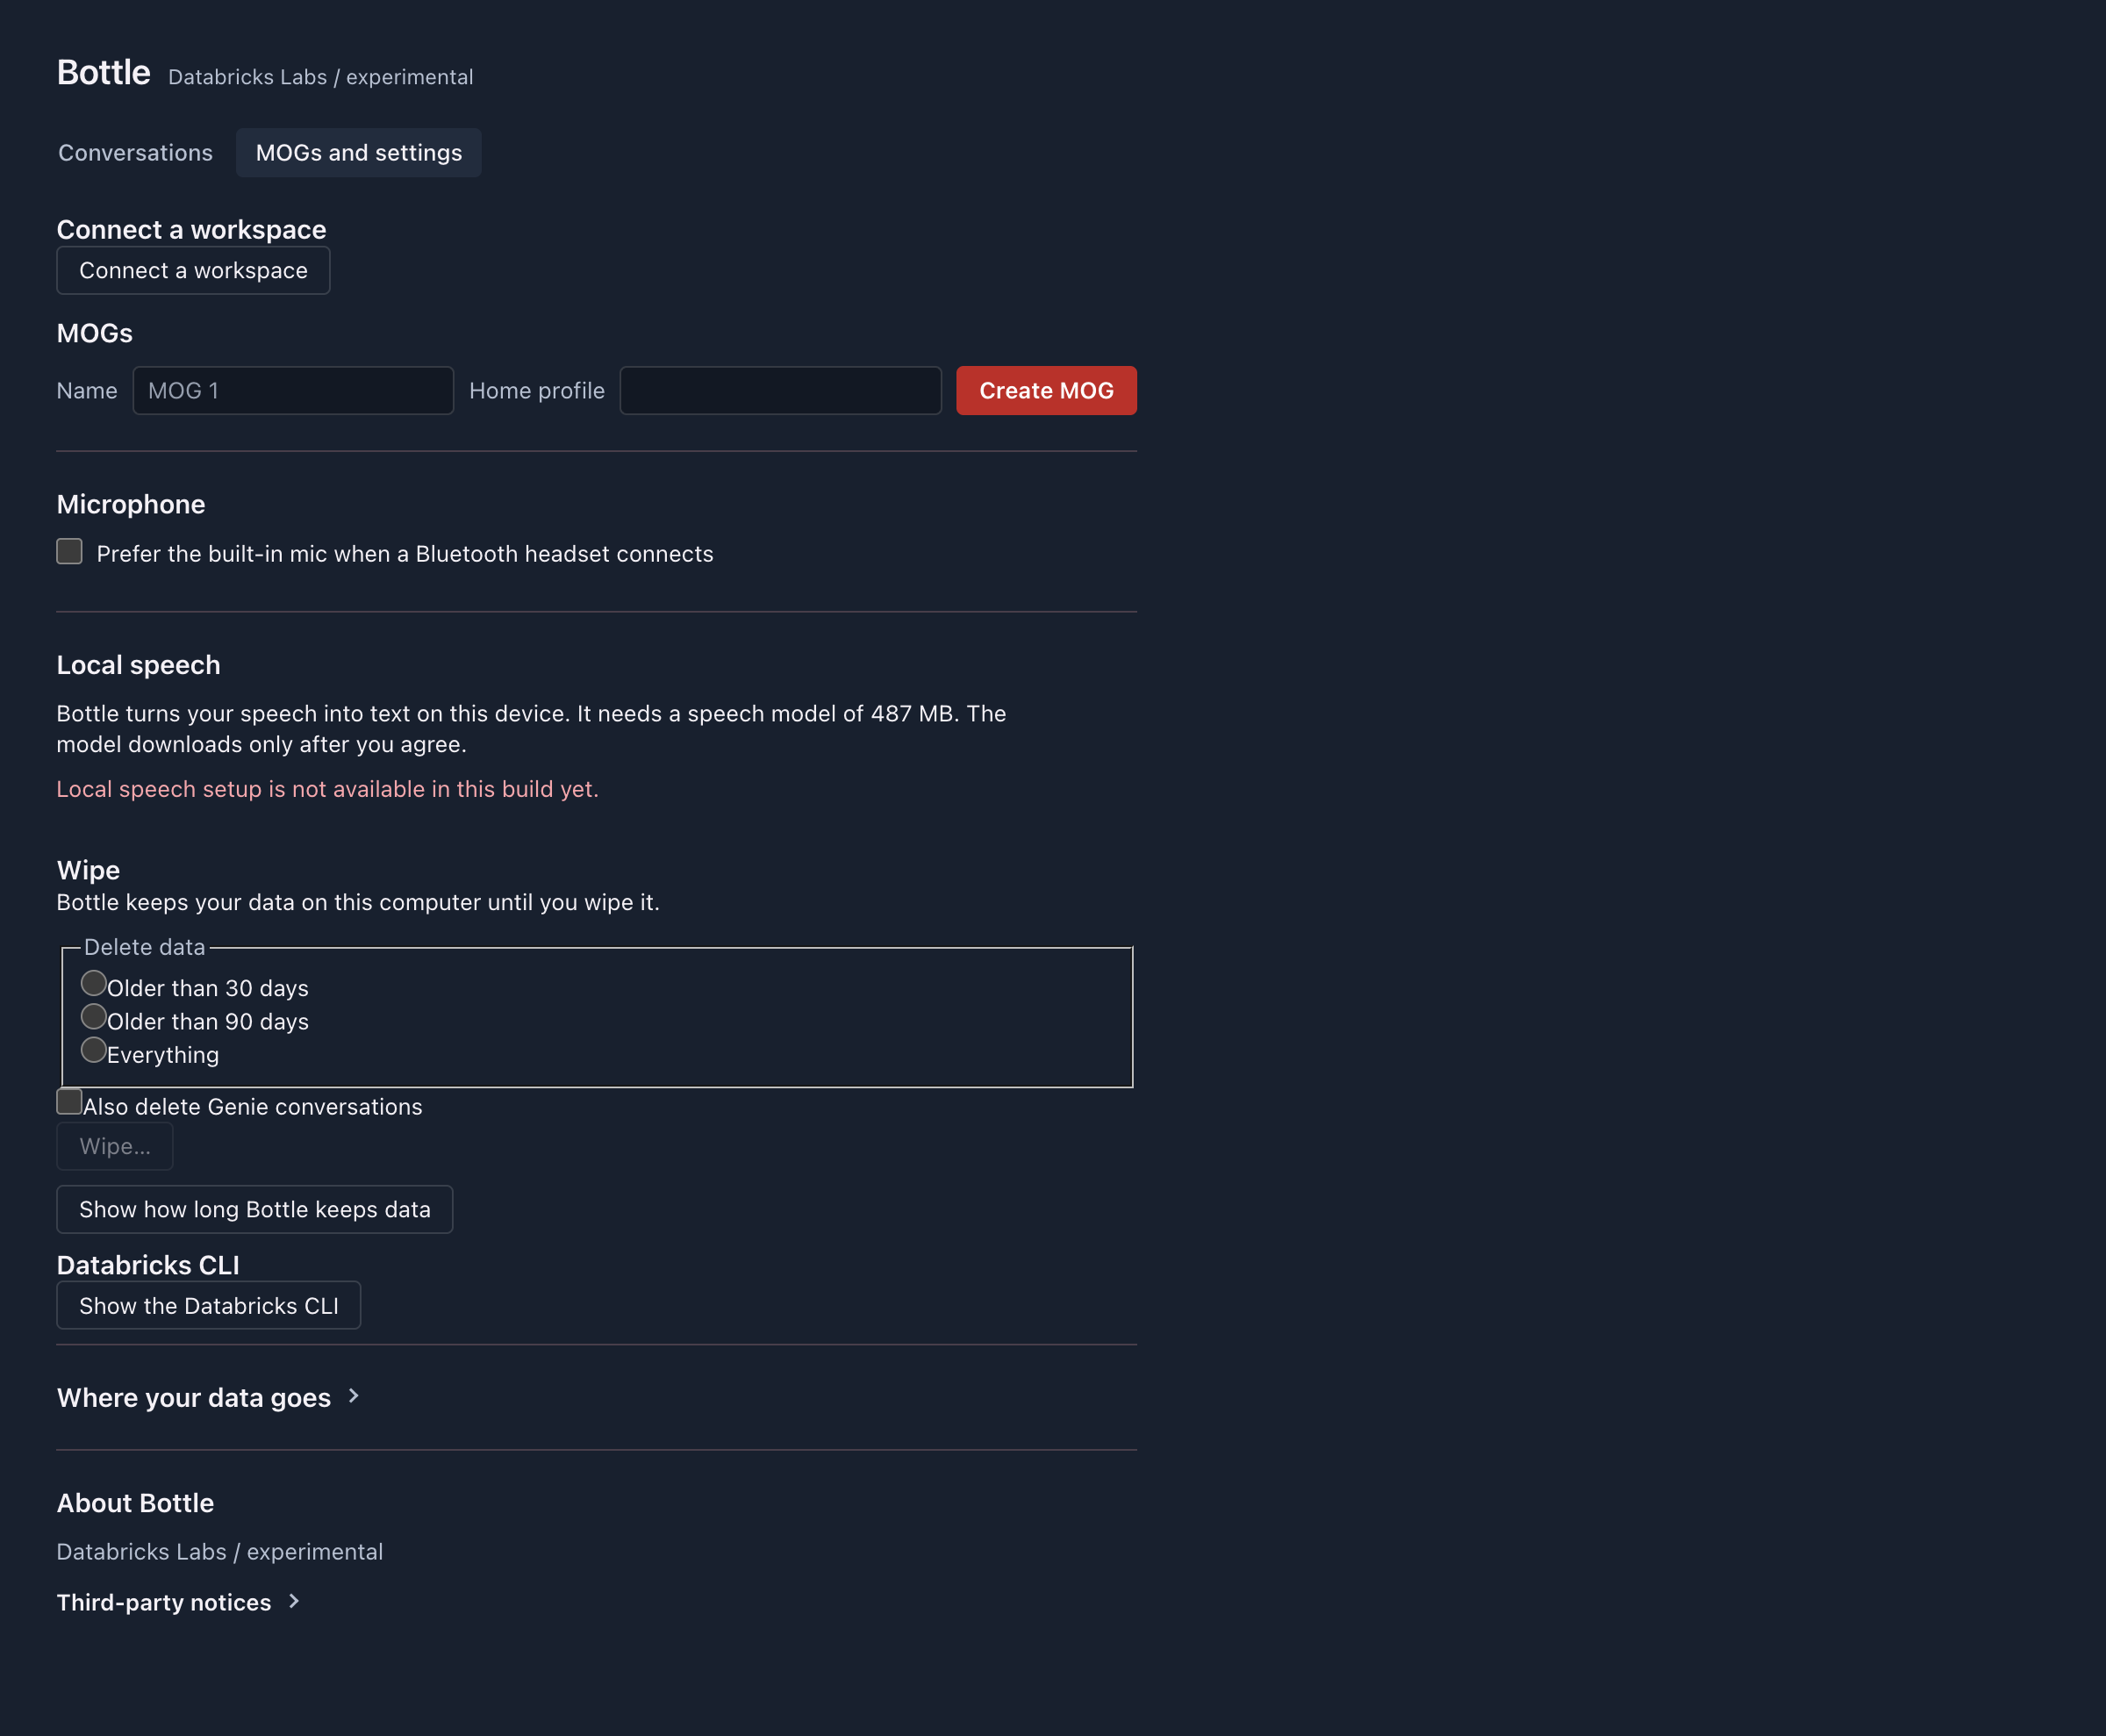 Bottle Databricks Labs / experimental
Conversations MOGs and settings
Connect a workspace
Connect a workspace
MOGs
Name MOG 1 Home profile Create MOG
Microphone
Prefer the built-in mic when a Bluetooth headset connects
Local speech
Bottle turns your speech into text on this device. It needs a speech model of 487 MB. The
model downloads only after you agree.
Local speech setup is not available in this build yet.
Wipe
Bottle keeps your data on this computer until you wipe it.
Delete data
Older than 30 days
Older than 90 days
Everything
Also delete Genie conversations
Wipe...
Show how long Bottle keeps data
Databricks CLI
Show the Databricks CLI
Where your data goes
About Bottle
Databricks Labs / experimental
Third-party notices